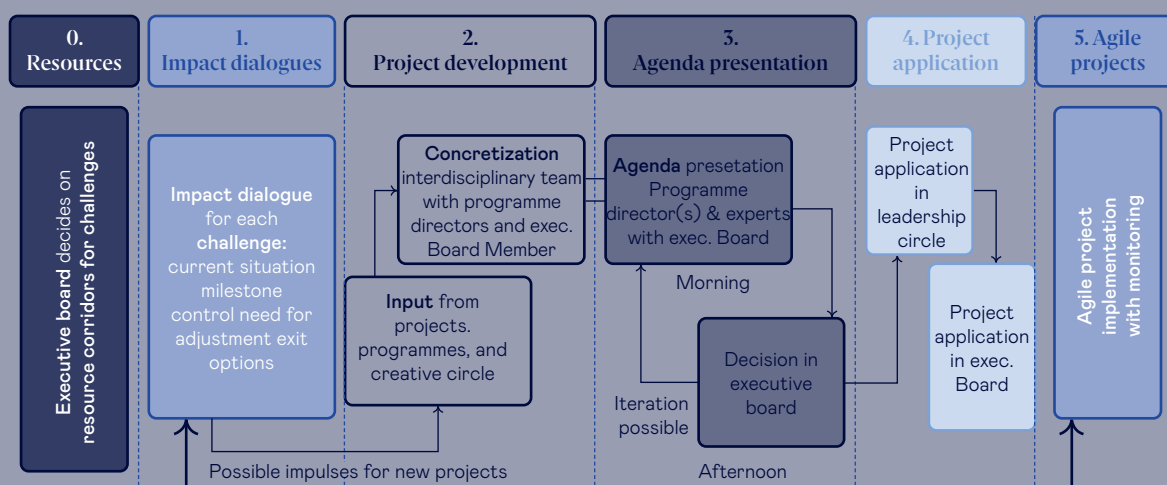 0.
Resources
1.
Impact dialogues
2.
Project development
3.
Agenda presentation
4. Project
application
5. Agile
projects
Executive board decides on
resource corridors for challenges
Impact dialogue
for each
challenge:
current situation
milestone
control need for
adjustment exit
options
Concretization
interdisciplinary team
with programme
directors and exec.
Board Member
Input from
projects.
programmes, and
creative circle
Possible impulses for new projects
Agenda presetation
Programme
director(s) & experts
with exec. Board
Morning
Decision in
executive
board
Iteration
possible
Afternoon
Project
application
in
leadership
circle
Project
application
in exec.
Board
Agile project
implementation
with monitoring